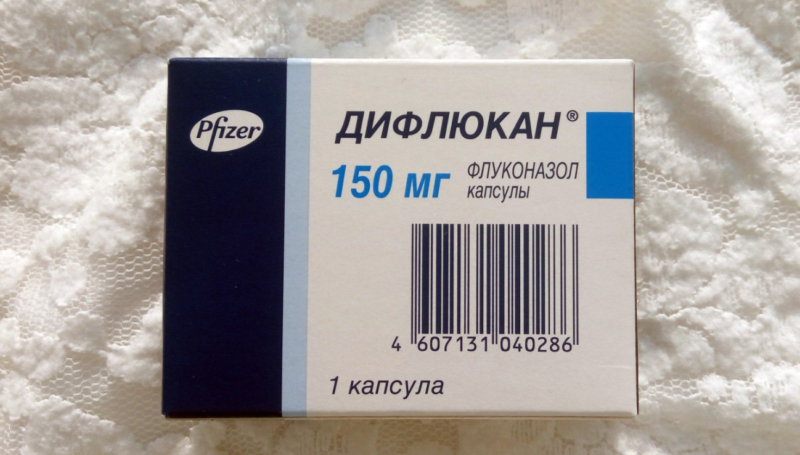 Pfizer
ДИФЛЮКАН®
150 мг
ФЛУКОНАЗОЛ
капсулы
4 607131 040286
1 капсула